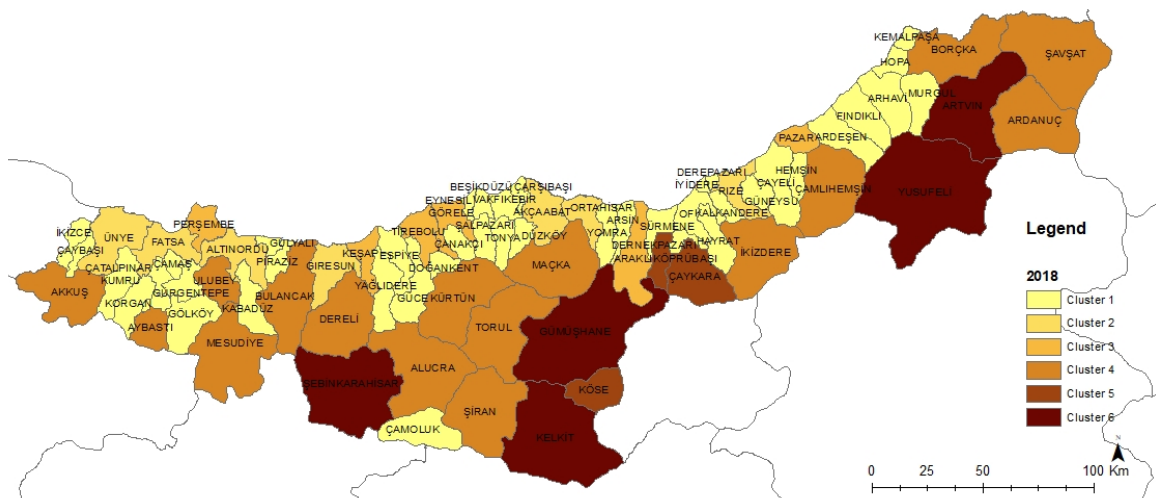 KEMALPAŞA
BORÇKA
ŞAVŞAT
HOPA
ARHAVİ
MURGUL
ARTVİN
FINDIKLI
ARDANUÇ
PAZAR
ARDEŞEN
YUSUFELİ
DEREPAZARI
HEMŞİN
İYİDERE
RİZE
ÇAYELİ
ÇAMLIHEMŞİN
GÜNEYSU
BEŞİKDÜZÜ
ÇARŞIBAŞI
EYNESİL
VAKFIKEBİR
ORTAHİSAR
ARSİN
OF
KALKANDERE
GÖRELE
AKÇAABAT
SÜRMENE
PERŞEMBE
TİREBOLU
ŞALPAZARI
YOMRA
HAYRAT
İKİZCE
ÜNYE
FATSA
GÜLYALI
ÇANAKÇI
TONYA
DÜZKÖY
DERNEKPAZARI
ÇAYBAŞI
ALTINORDU
PİRAZİZ
KEŞAP
ESPİYE
ARAKLI
KÖPRÜBAŞI
İKİZDERE
ÇATALPINAR
ÇAMAŞ
GİRESUN
DOĞANKENT
MAÇKA
ÇAYKARA
KUMRU
ULUBEY
YAĞLIDERE
AKKUŞ
GÜRGENTEPE
BULANCAK
GÜCE
KÜRTÜN
KORGAN
GÖLKÖY
KABADÜZ
DERELİ
AYBASTI
TORUL
GÜMÜŞHANE
MESUDİYE
ALUCRA
ŞEBİNKARAHİSAR
KÖSE
ŞİRAN
ÇAMOLUK
KELKİT
Legend
2018
Cluster 1
Cluster 2
Cluster 3
Cluster 4
Cluster 5
Cluster 6
N
0 25 50 100 Km